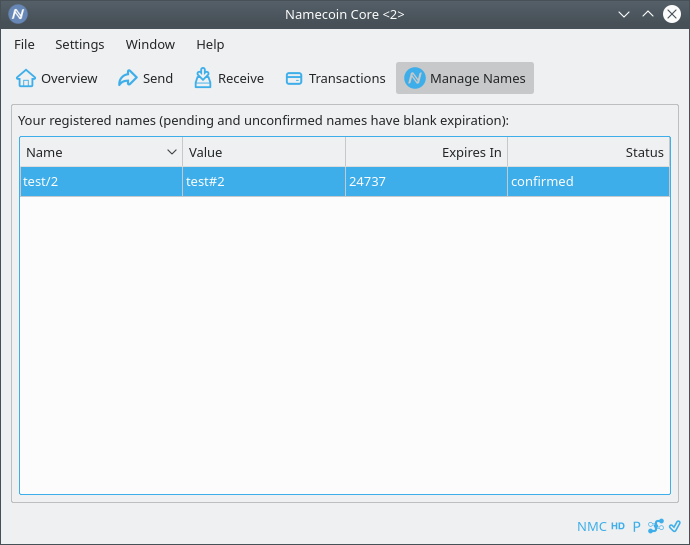 Namecoin Core <2>
File Settings Window Help
Overview Send Receive Transactions Manage Names
Your registered names (pending and unconfirmed names have blank expiration):
Name Value Expires In Status
test/2 test#2 24737 confirmed
NMC HD P